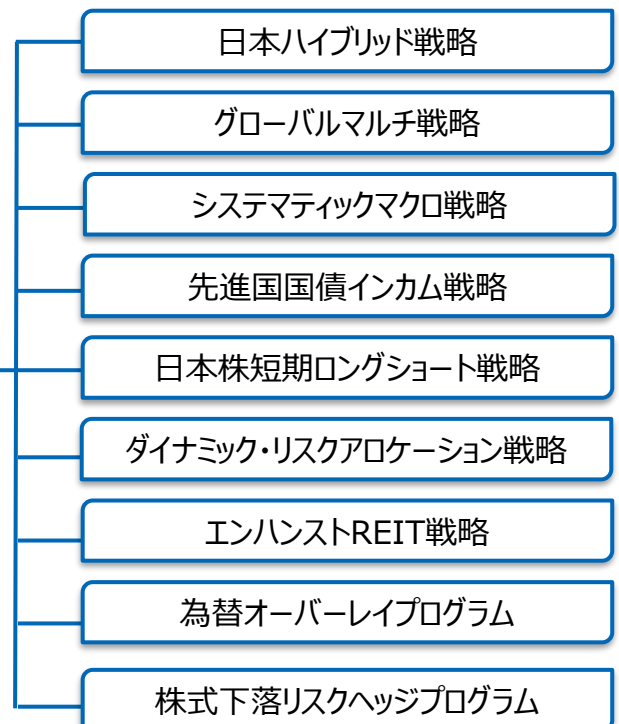 日本ハイブリッド戦略
グローバルマルチ戦略
システマティックマクロ戦略
先進国国債インカム戦略
日本株短期ロングショート戦略
ダイナミック・リスクアロケーション戦略
エンハンストREIT戦略
為替オーバーレイプログラム
株式下落リスクヘッジプログラム